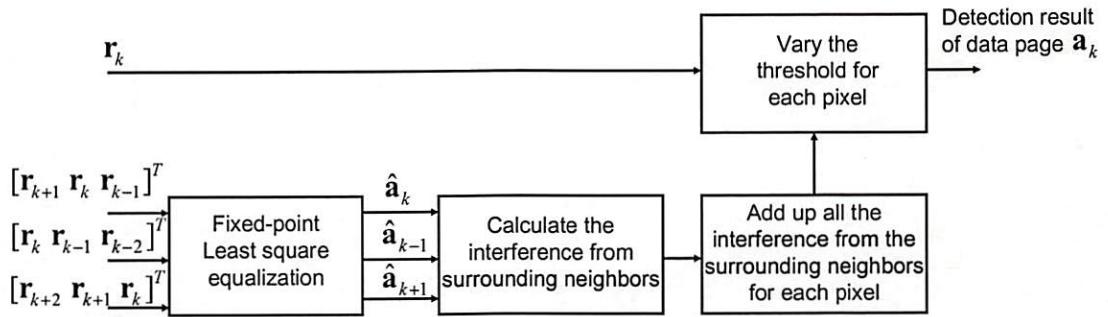 r_k
Vary the
threshold for
each pixel
Detection result
of data page a_k
[r_{k+1} r_k r_{k-1}]^T
[r_k r_{k-1} r_{k-2}]^T
[r_{k+2} r_{k+1} r_k]^T
Fixed-point
Least square
equalization
â_k
â_{k-1}
â_{k+1}
Calculate the
interference from
surrounding neighbors
Add up all the
interference from the
surrounding neighbors
for each pixel